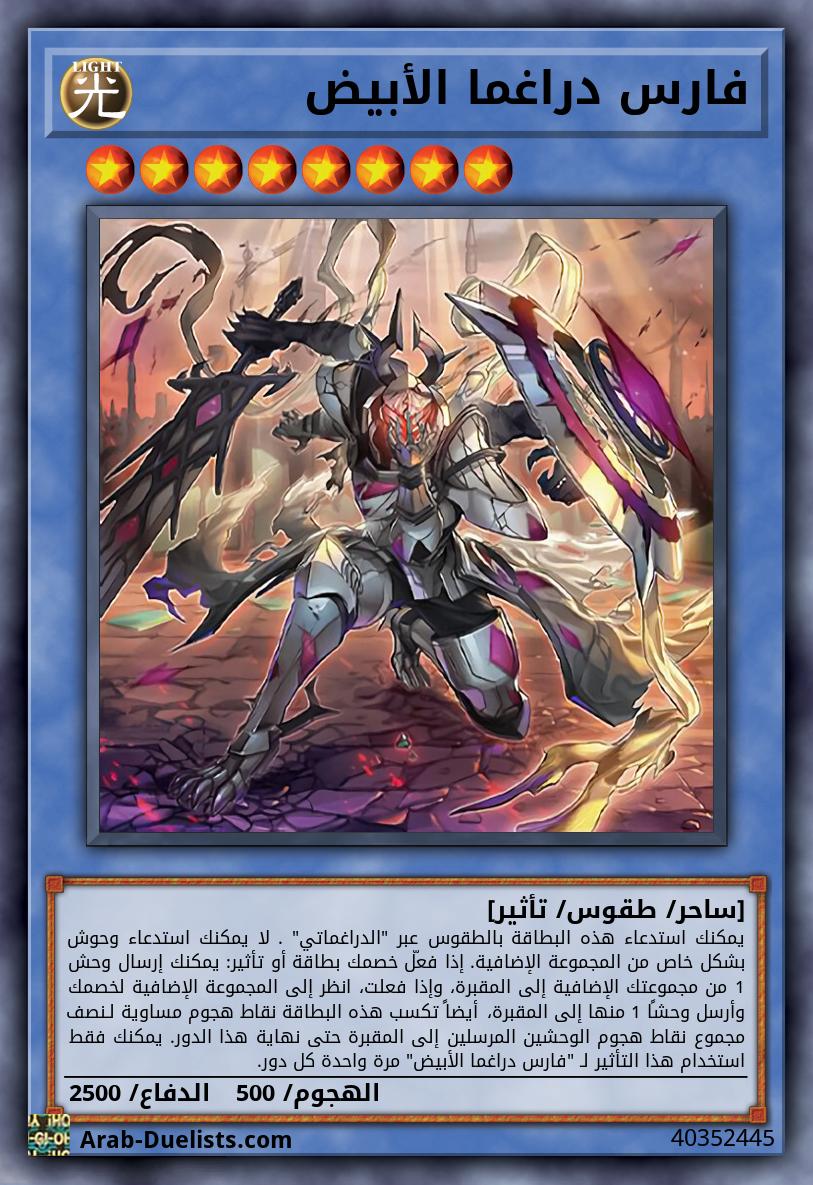 فارس دراغما الأبيض
LIGHT
光
[ساحر/ طقوس/ تأثير]
يمكنك استدعاء هذه البطاقة بالطقوس عبر "الدراغماتي" . لا يمكنك استدعاء وحوش
بشكل خاص من المجموعة الإضافية. إذا فعلّ خصمك بطاقة أو تأثير: يمكنك إرسال وحش
1 من مجموعتك الإضافية إلى المقبرة، وإذا فعلت، انظر إلى المجموعة الإضافية لخصمك
وأرسل وحشًا 1 منها إلى المقبرة، أيضاً تكسب هذه البطاقة نقاط هجوم مساوية لـنصف
مجموع نقاط هجوم الوحشين المرسلين إلى المقبرة حتى نهاية هذا الدور. يمكنك فقط
استخدام هذا التأثير لـ "فارس دراغما الأبيض" مرة واحدة كل دور.
الهجوم/ 500 الدفاع/ 2500
Arab-Duelists.com
40352445